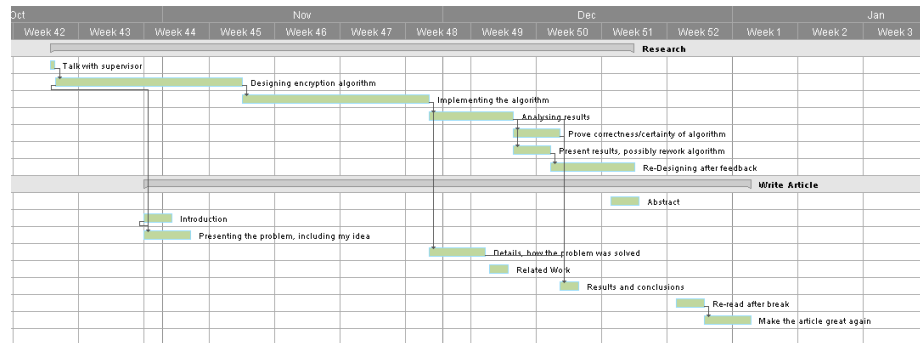 Oct Nov Dec Jan
Week 42 Week 43 Week 44 Week 45 Week 46 Week 47 Week 48 Week 49 Week 50 Week 51 Week 52 Week 1 Week 2 Week 3
Research
Talk with supervisor
Designing encryption algorithm
Implementing the algorithm
Analysing results
Prove correctness/certainty of algorithm
Present results, possibly rework algorithm
Re-Designing after feedback
Write Article
Abstract
Introduction
Presenting the problem, including my idea
Details, how the problem was solved
Related Work
Results and conclusions
Re-read after break
Make the article great again